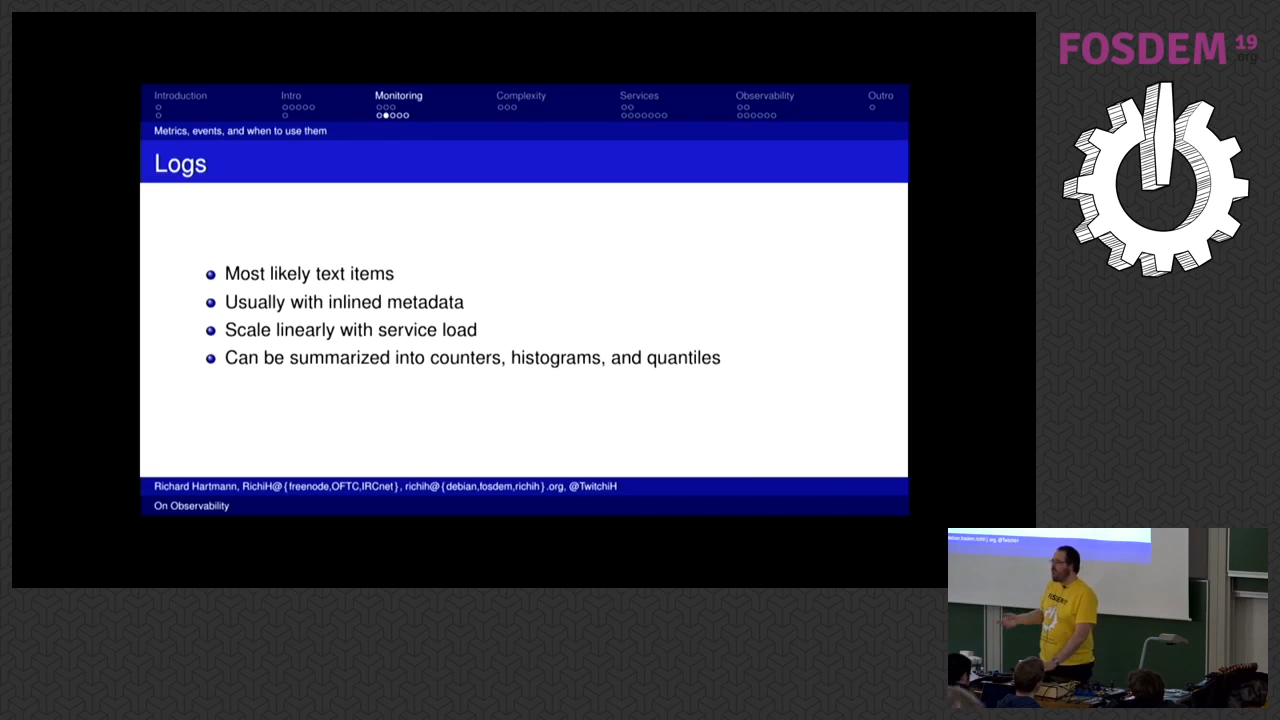 FOSDEM 19
.org
Introduction Intro Monitoring Complexity Services Observability Outro
Metrics, events, and when to use them
Logs
Most likely text items
Usually with inlined metadata
Scale linearly with service load
Can be summarized into counters, histograms, and quantiles
Richard Hartmann, RichiH@{freenode,OFTC,IRCnet}, richih@{debian,fosdem,richih}.org, @TwitchiH
On Observability